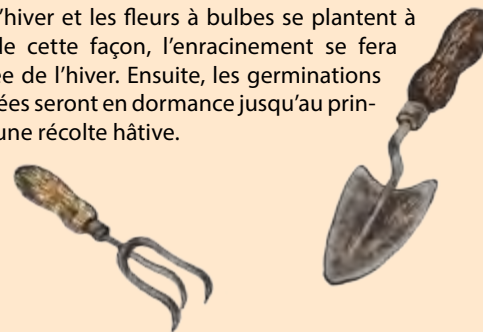 ’hiver et les fleurs à bulbes se plantent à
le cette façon, l’enracinement se fera
ée de l’hiver. Ensuite, les germinations
ées seront en dormance jusqu’au prin-
une récolte hâtive.